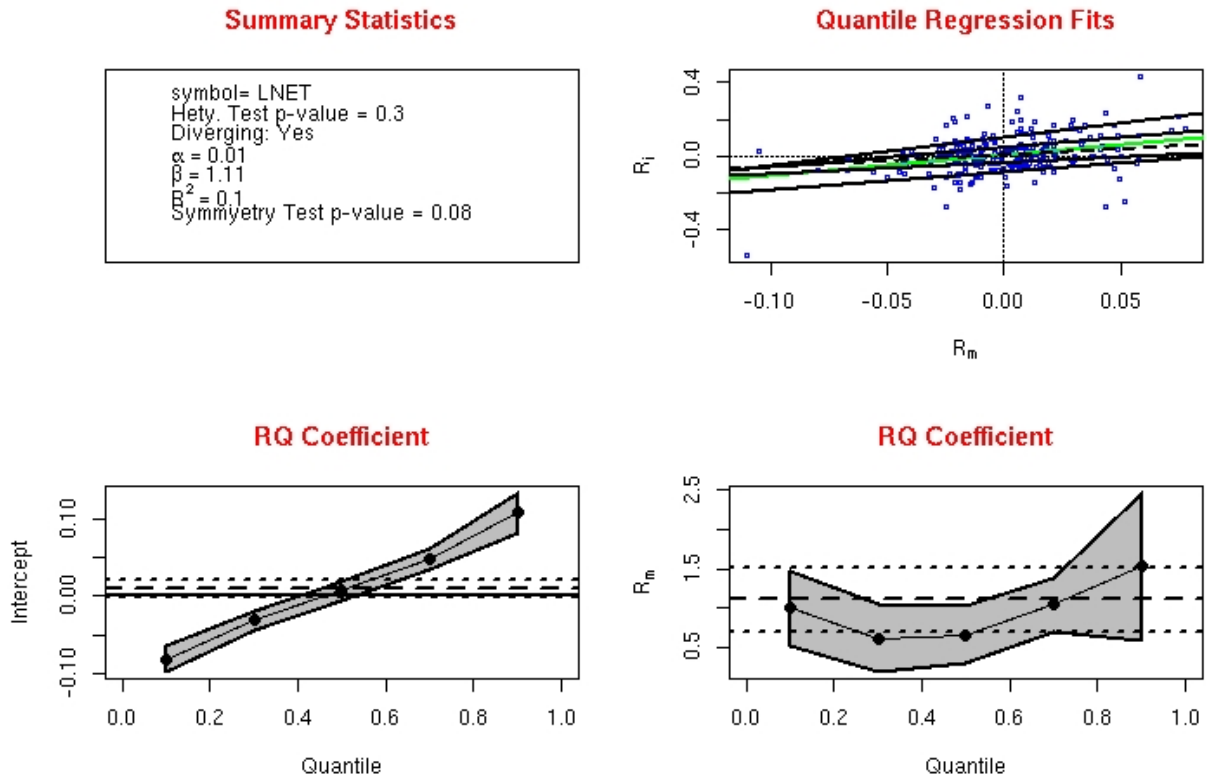 Summary Statistics
symbol= LNET
Hety. Test p-value = 0.3
Diverging: Yes
α = 0.01
β = 1.11
R² = 0.1
Symmyetry Test p-value = 0.08
Quantile Regression Fits
0.4
0.0
-0.4
Rᵢ
-0.10 -0.05 0.00 0.05
Rₘ
RQ Coefficient
0.10
0.00
-0.10
Intercept
0.0 0.2 0.4 0.6 0.8 1.0
Quantile
RQ Coefficient
2.5
1.5
0.5
Rₘ
0.0 0.2 0.4 0.6 0.8 1.0
Quantile